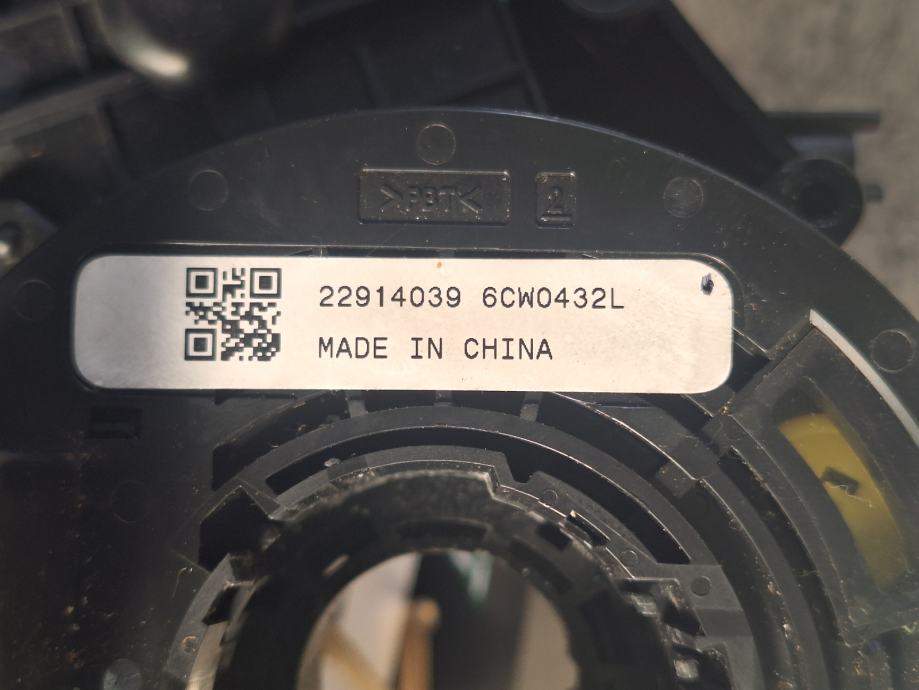 >PBT<
2
22914039 6CW0432L
MADE IN CHINA